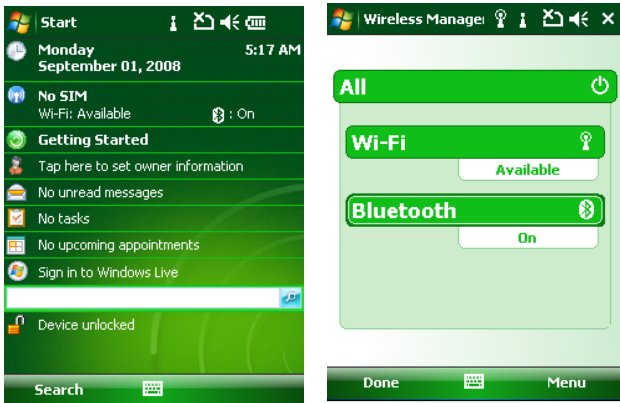 Start
Monday 5:17 AM
September 01, 2008
No SIM
Wi-Fi: Available : On
Getting Started
Tap here to set owner information
No unread messages
No tasks
No upcoming appointments
Sign in to Windows Live
Device unlocked
Search
Wireless Manager
All
Wi-Fi
Available
Bluetooth
On
Done Menu